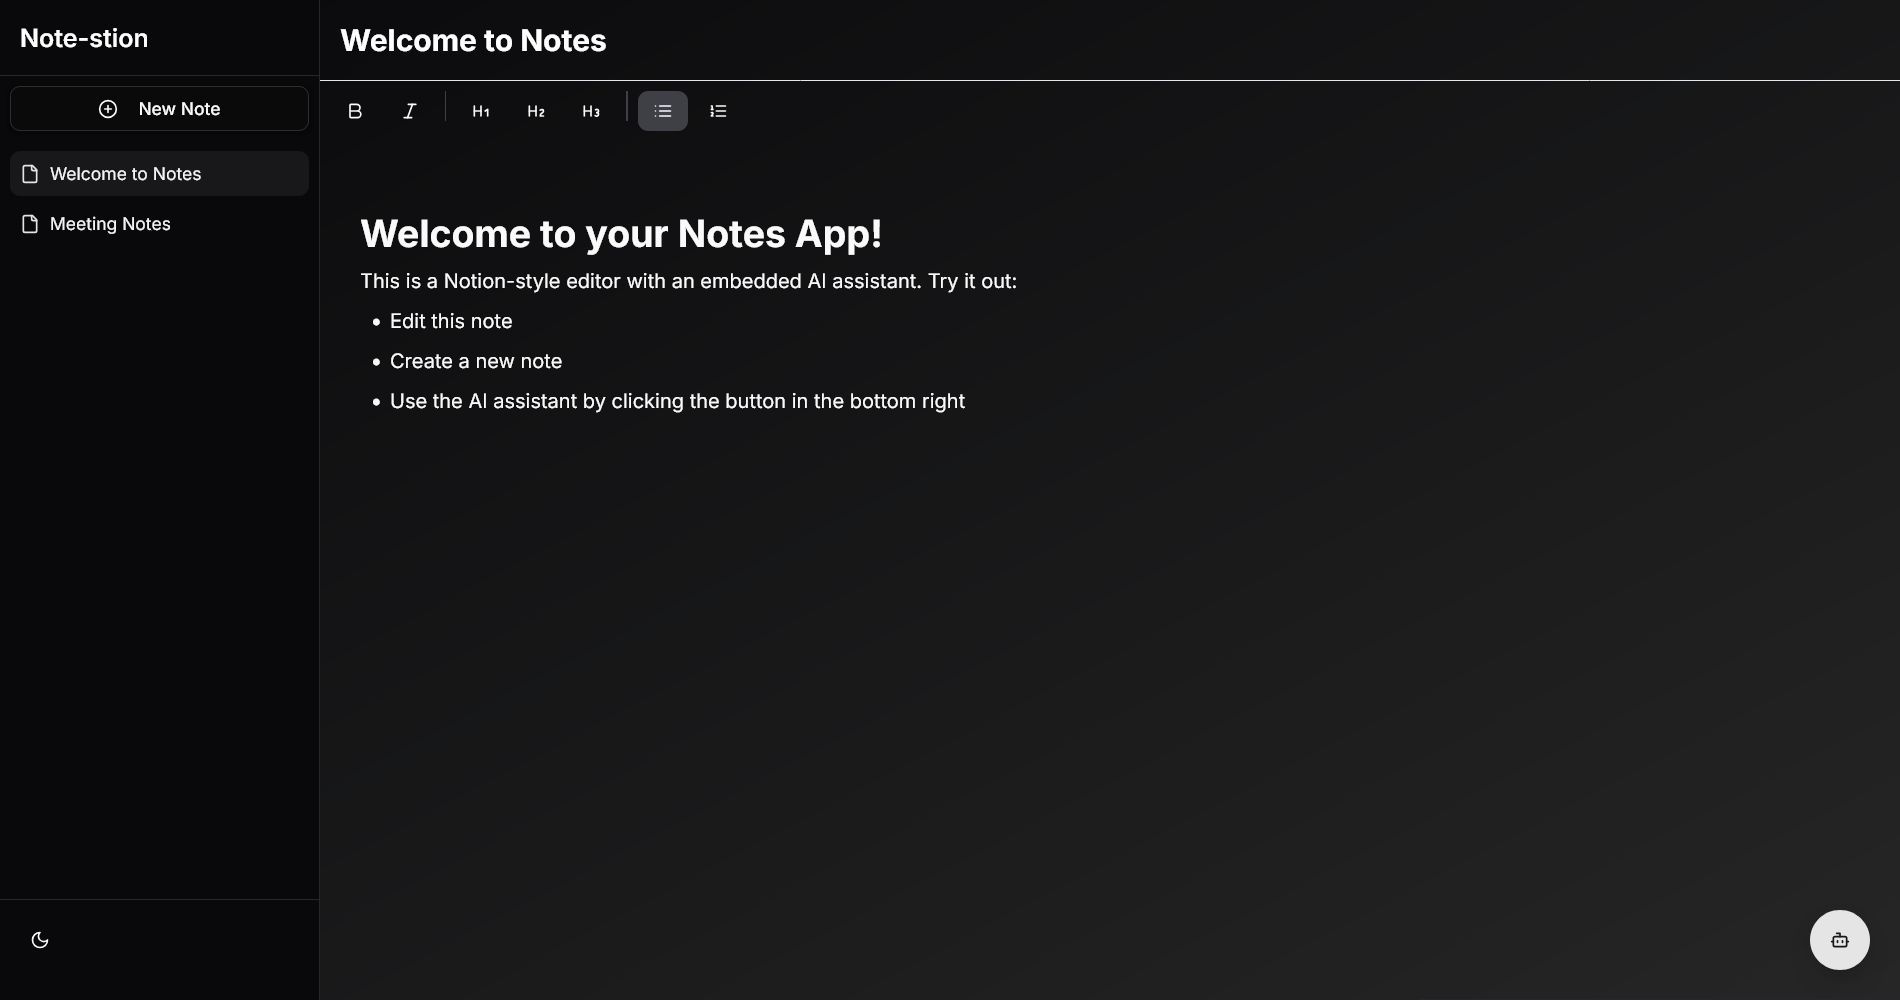 Note-stion
New Note
Welcome to Notes
Meeting Notes
Welcome to Notes
B I H1 H2 H3
Welcome to your Notes App!
This is a Notion-style editor with an embedded AI assistant. Try it out:
• Edit this note
• Create a new note
• Use the AI assistant by clicking the button in the bottom right